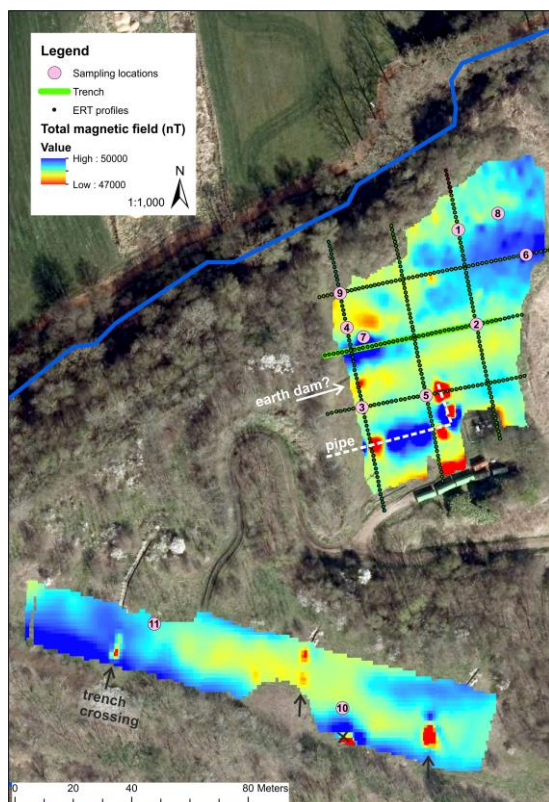 Legend
Sampling locations
Trench
ERT profiles
Total magnetic field (nT)
Value
High : 50000
Low : 47000
N
1:1,000
8
1
6
9
4
7
2
earth dam?
5
3
pipe
11
trench
crossing
10
0 20 40 80 Meters